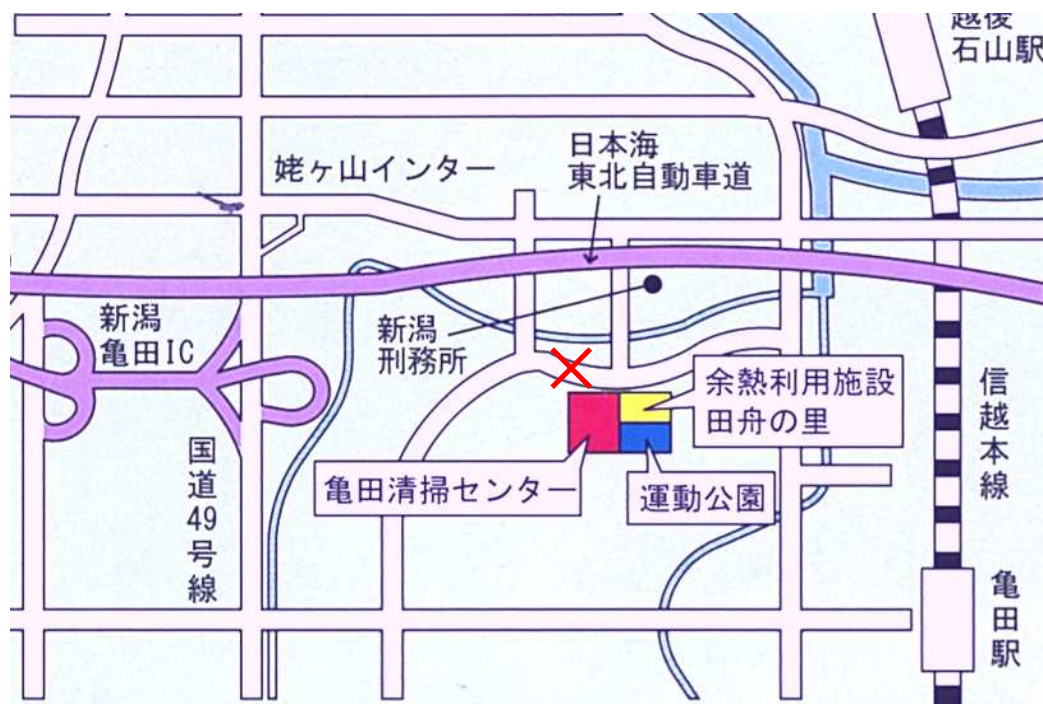 越後
石山駅
日本海
東北自動車道
姥ヶ山インター
新潟
亀田IC
新潟
刑務所
余熱利用施設
田舟の里
信越本線
国道49号線
亀田清掃センター
運動公園
亀田駅